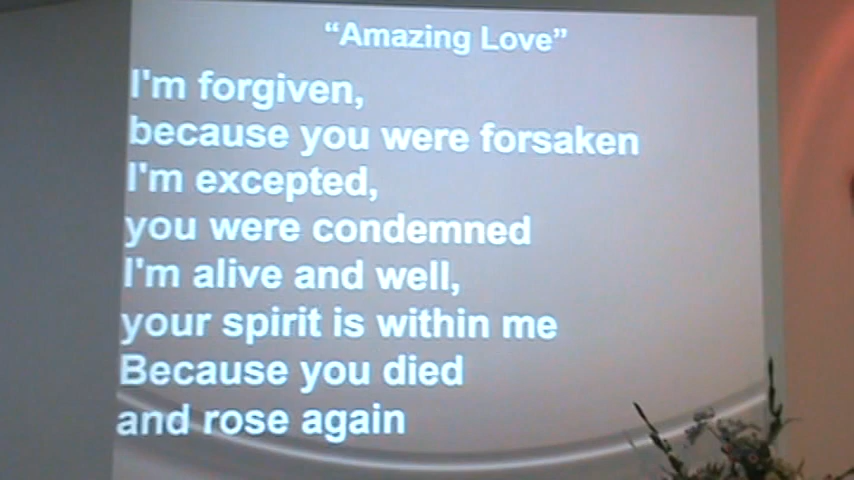 “Amazing Love”
I'm forgiven,
because you were forsaken
I'm excepted,
you were condemned
I'm alive and well,
your spirit is within me
Because you died
and rose again